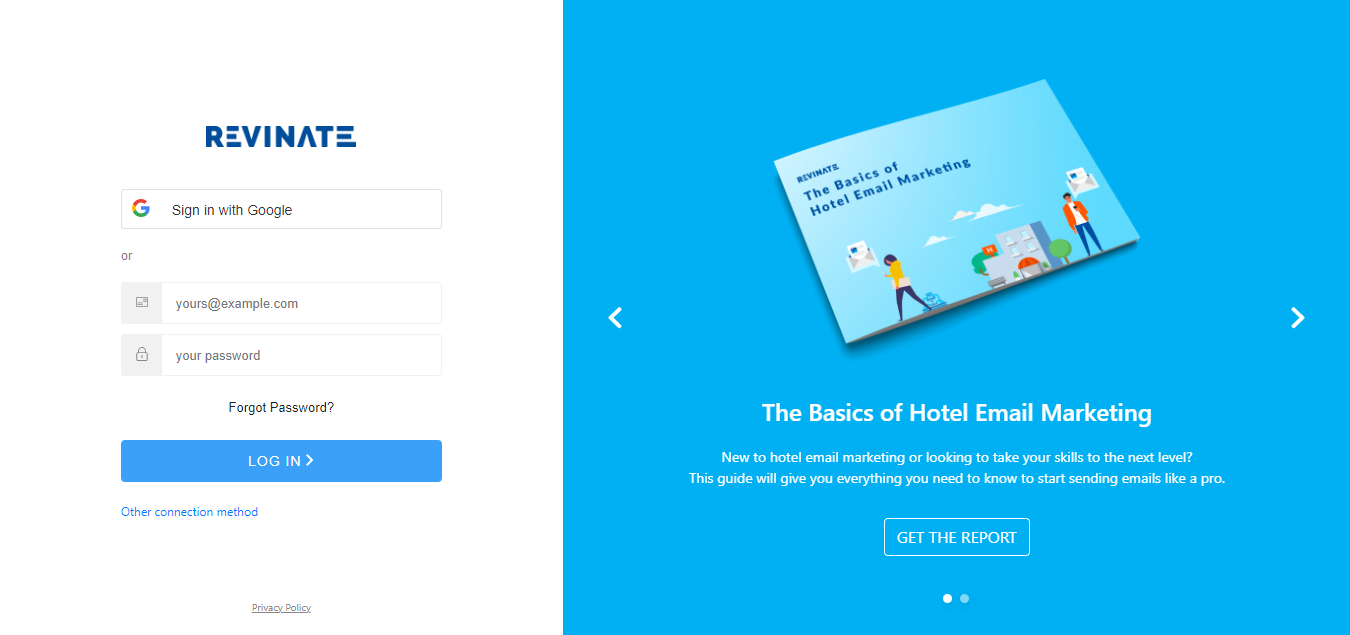 REVINATE
Sign in with Google
or
yours@example.com
your password
Forgot Password?
LOG IN
Other connection method
Privacy Policy
REVINATE
The Basics of
Hotel Email Marketing
H
The Basics of Hotel Email Marketing
New to hotel email marketing or looking to take your skills to the next level?
This guide will give you everything you need to know to start sending emails like a pro.
GET THE REPORT